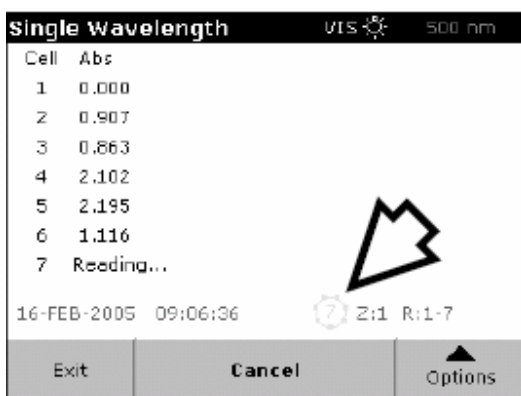 Single Wavelength VIS 500 nm
Cell Abs
1 0.000
2 0.907
3 0.863
4 2.102
5 2.195
6 1.116
7 Reading...
16-FEB-2005 09:06:36 7 Z:1 R:1-7
Exit Cancel Options